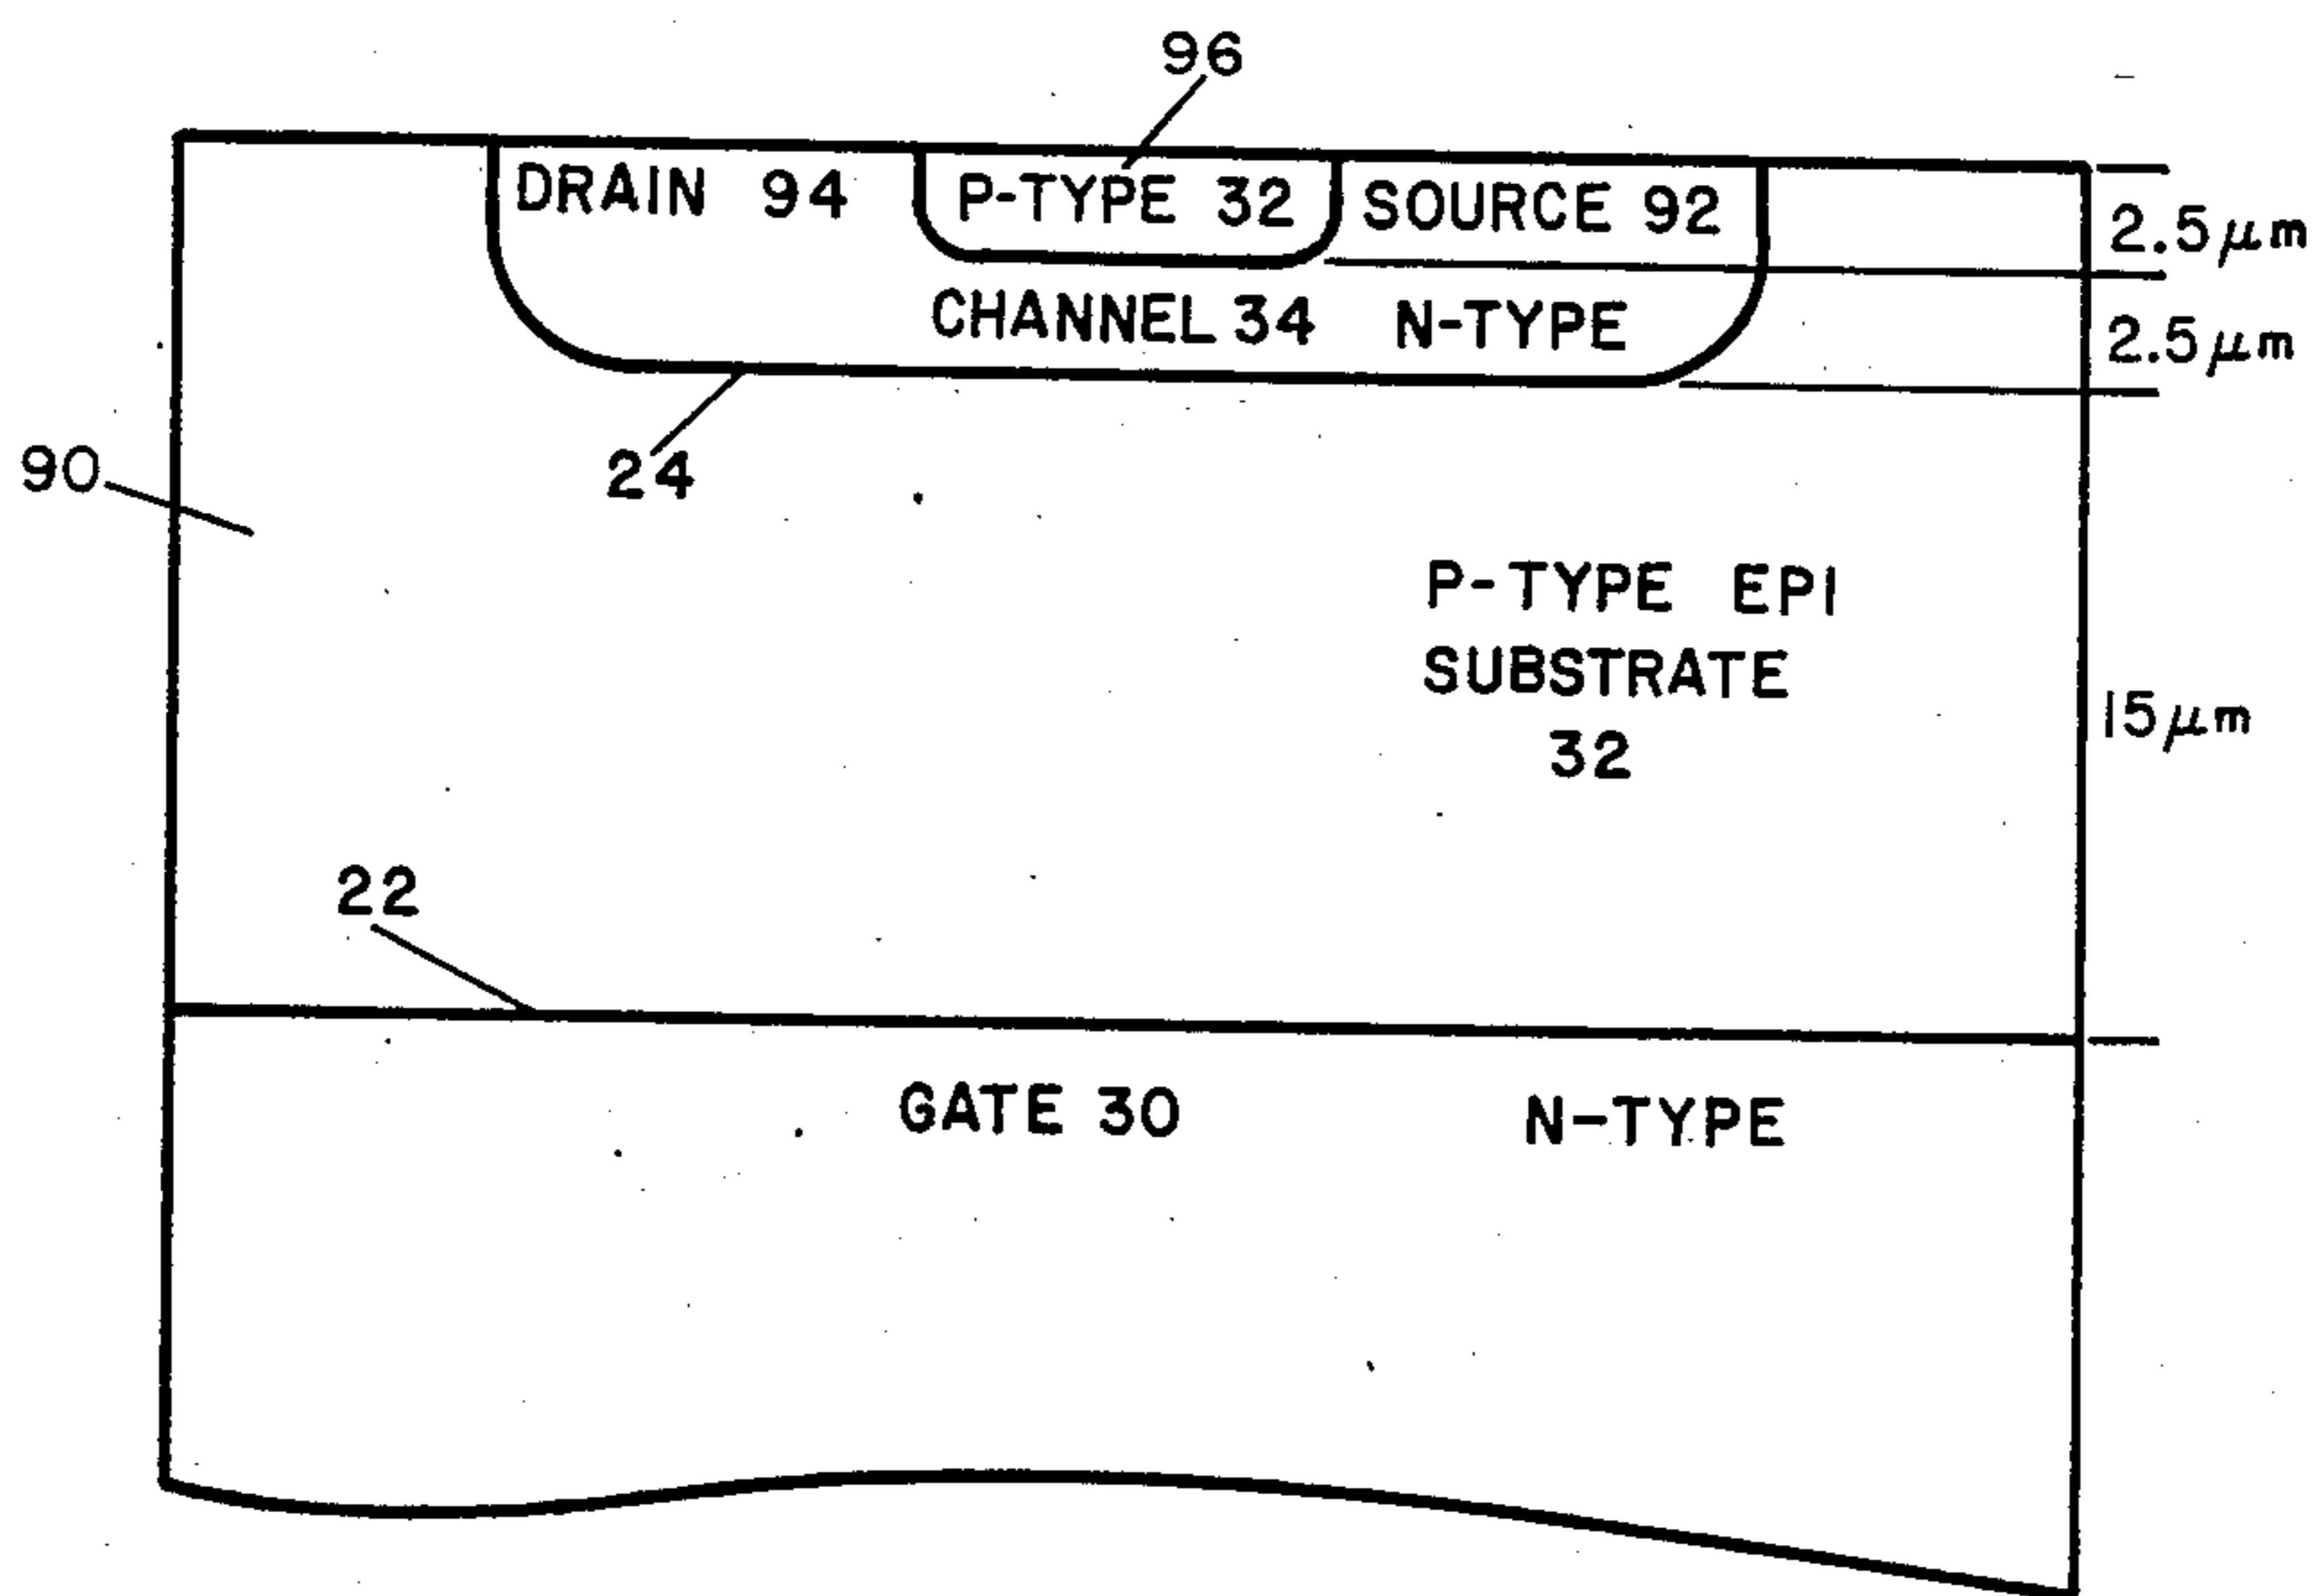 96
DRAIN 94
P-TYPE 32
SOURCE 92
2.5μm
CHANNEL 34 N-TYPE
2.5μm
90
24
P-TYPE EPI
SUBSTRATE
32
15μm
22
GATE 30 N-TYPE